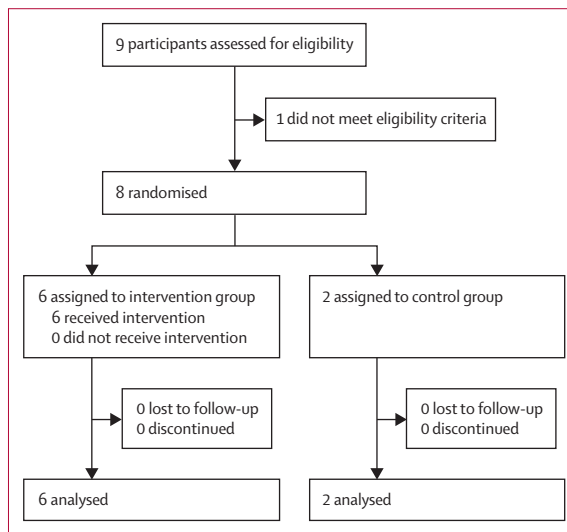 9 participants assessed for eligibility
1 did not meet eligibility criteria
8 randomised
6 assigned to intervention group
6 received intervention
0 did not receive intervention
2 assigned to control group
0 lost to follow-up
0 discontinued
0 lost to follow-up
0 discontinued
6 analysed
2 analysed